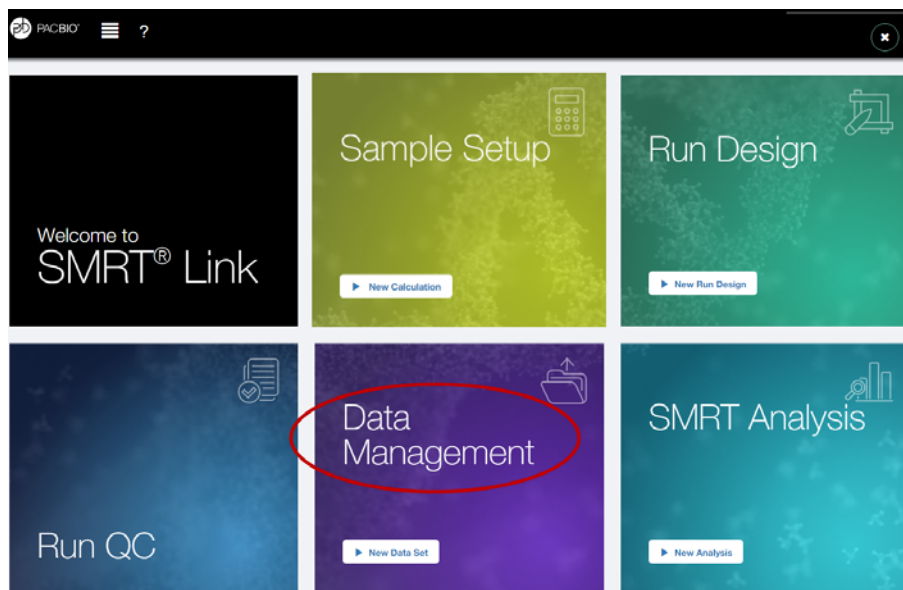 PACBIO®
?
Welcome to
SMRT® Link
Sample Setup
New Calculation
Run Design
New Run Design
Run QC
Data
Management
New Data Set
SMRT Analysis
New Analysis